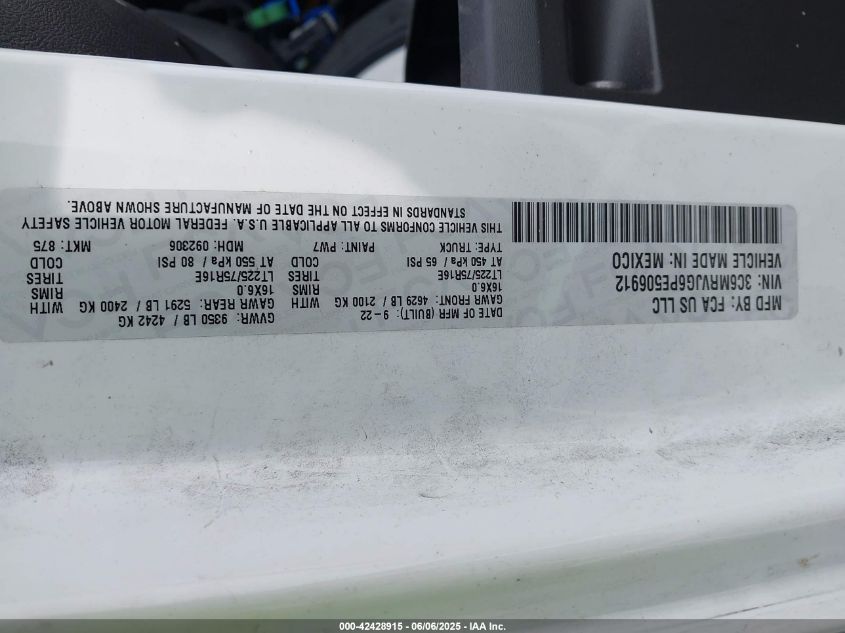 MFD BY: FCA US LLC
VIN: 3C6MRVJG6PE506912
VEHICLE MADE IN: MEXICO
DATE OF MFR (BUILT): 9-22 GVWR: 9350 LB / 4242 KG
GAWR FRONT: 4629 LB / 2100 KG WITH GAWR REAR: 5291 LB / 2400 KG WITH
16X6.0 RIMS 16X6.0 RIMS
LT225/75R16E TIRES LT225/75R16E TIRES
AT 450 kPa / 65 PSI COLD AT 550 kPa / 80 PSI COLD
TYPE: TRUCK PAINT: PW7 MDH: 092306 MKT: 875
THIS VEHICLE CONFORMS TO ALL APPLICABLE U.S.A. FEDERAL MOTOR VEHICLE SAFETY
STANDARDS IN EFFECT ON THE DATE OF MANUFACTURE SHOWN ABOVE.
000-42428915 - 06/06/2025 - IAA Inc.